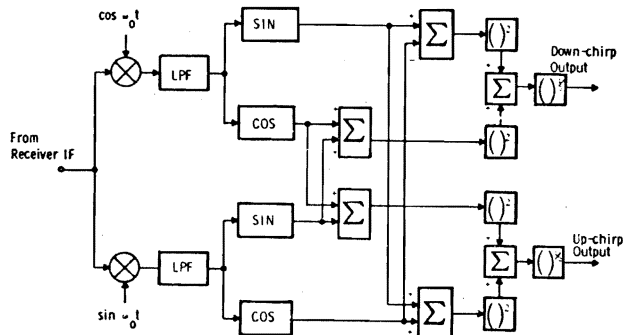 cos ω₀t
SIN
LPF
COS
From
Receiver IF
SIN
LPF
COS
sin ω₀t
Σ
Σ
Σ
Σ
( )²
( )²
Σ
( )^½
Down-chirp
Output
( )²
( )²
Σ
( )^½
Up-chirp
Output